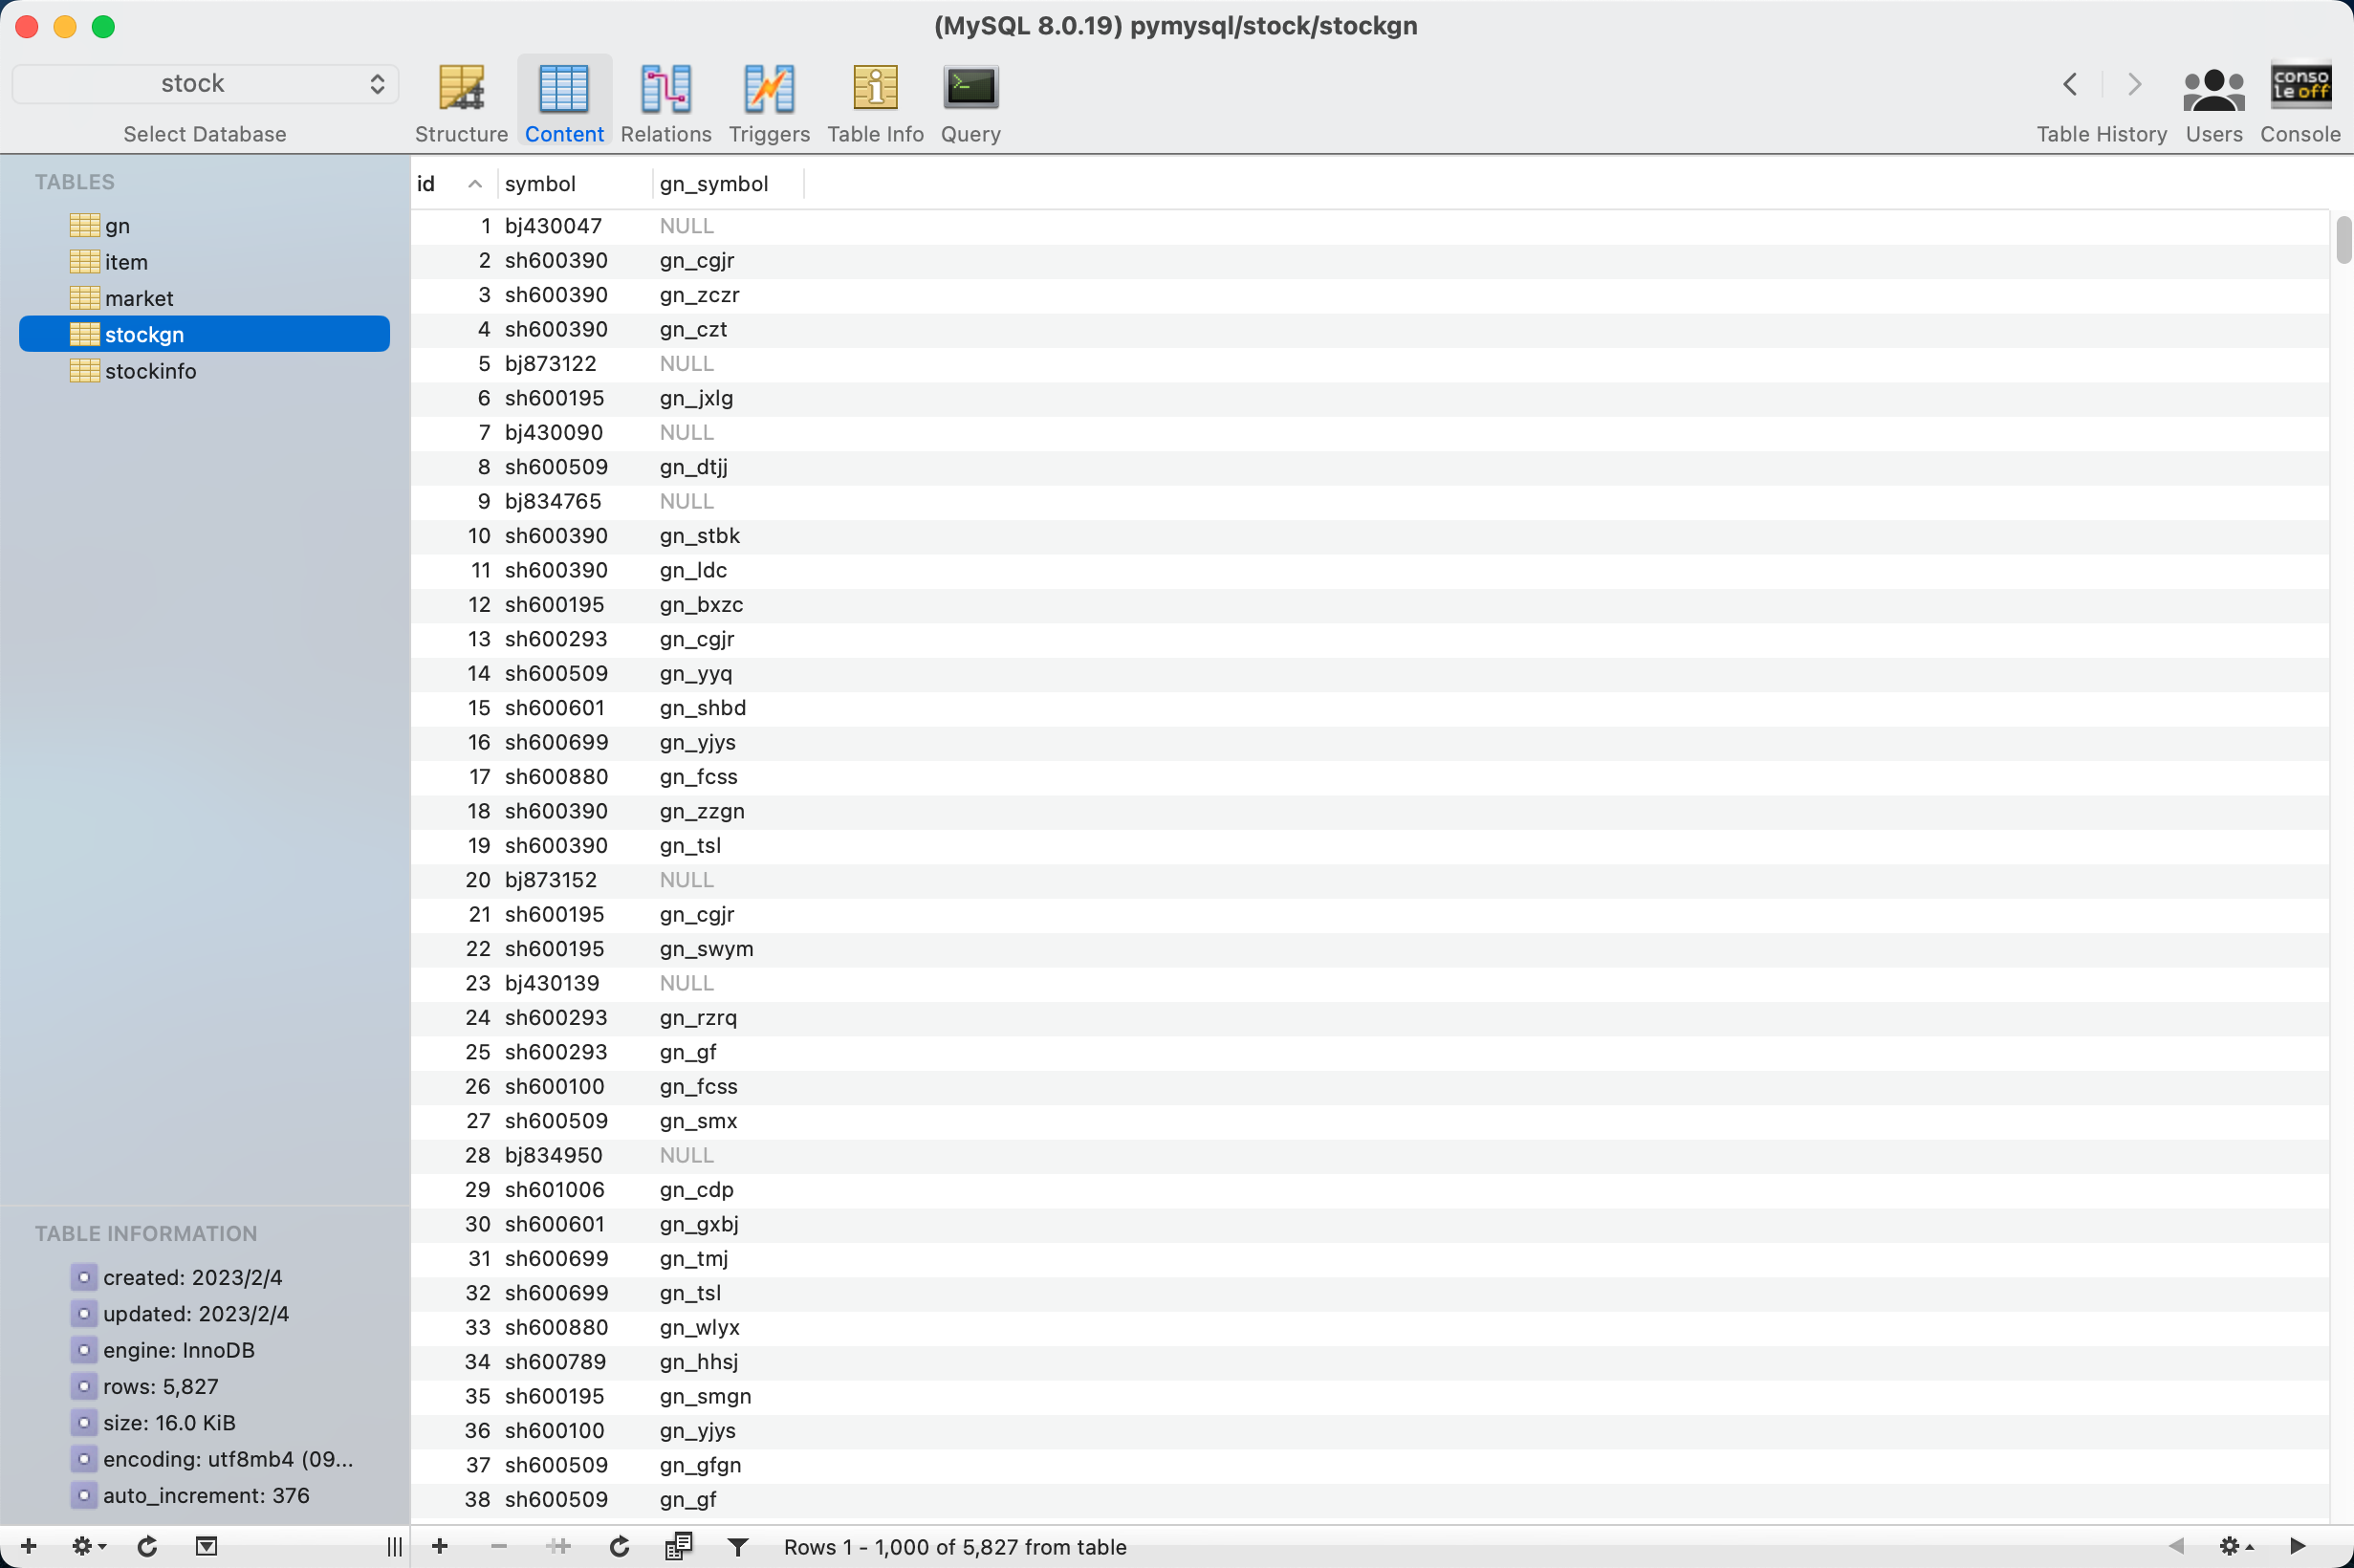 (MySQL 8.0.19) pymysql/stock/stockgn
stock
Select Database
Structure
Content
Relations
Triggers
Table Info
Query
Table History
Users
conso
le off
Console
TABLES
gn
item
market
stockgn
stockinfo
TABLE INFORMATION
created: 2023/2/4
updated: 2023/2/4
engine: InnoDB
rows: 5,827
size: 16.0 KiB
encoding: utf8mb4 (09...
auto_increment: 376
id symbol gn_symbol
1 bj430047 NULL
2 sh600390 gn_cgjr
3 sh600390 gn_zczr
4 sh600390 gn_czt
5 bj873122 NULL
6 sh600195 gn_jxlg
7 bj430090 NULL
8 sh600509 gn_dtjj
9 bj834765 NULL
10 sh600390 gn_stbk
11 sh600390 gn_ldc
12 sh600195 gn_bxzc
13 sh600293 gn_cgjr
14 sh600509 gn_yyq
15 sh600601 gn_shbd
16 sh600699 gn_yjys
17 sh600880 gn_fcss
18 sh600390 gn_zzgn
19 sh600390 gn_tsl
20 bj873152 NULL
21 sh600195 gn_cgjr
22 sh600195 gn_swym
23 bj430139 NULL
24 sh600293 gn_rzrq
25 sh600293 gn_gf
26 sh600100 gn_fcss
27 sh600509 gn_smx
28 bj834950 NULL
29 sh601006 gn_cdp
30 sh600601 gn_gxbj
31 sh600699 gn_tmj
32 sh600699 gn_tsl
33 sh600880 gn_wlyx
34 sh600789 gn_hhsj
35 sh600195 gn_smgn
36 sh600100 gn_yjys
37 sh600509 gn_gfgn
38 sh600509 gn_gf
Rows 1 - 1,000 of 5,827 from table